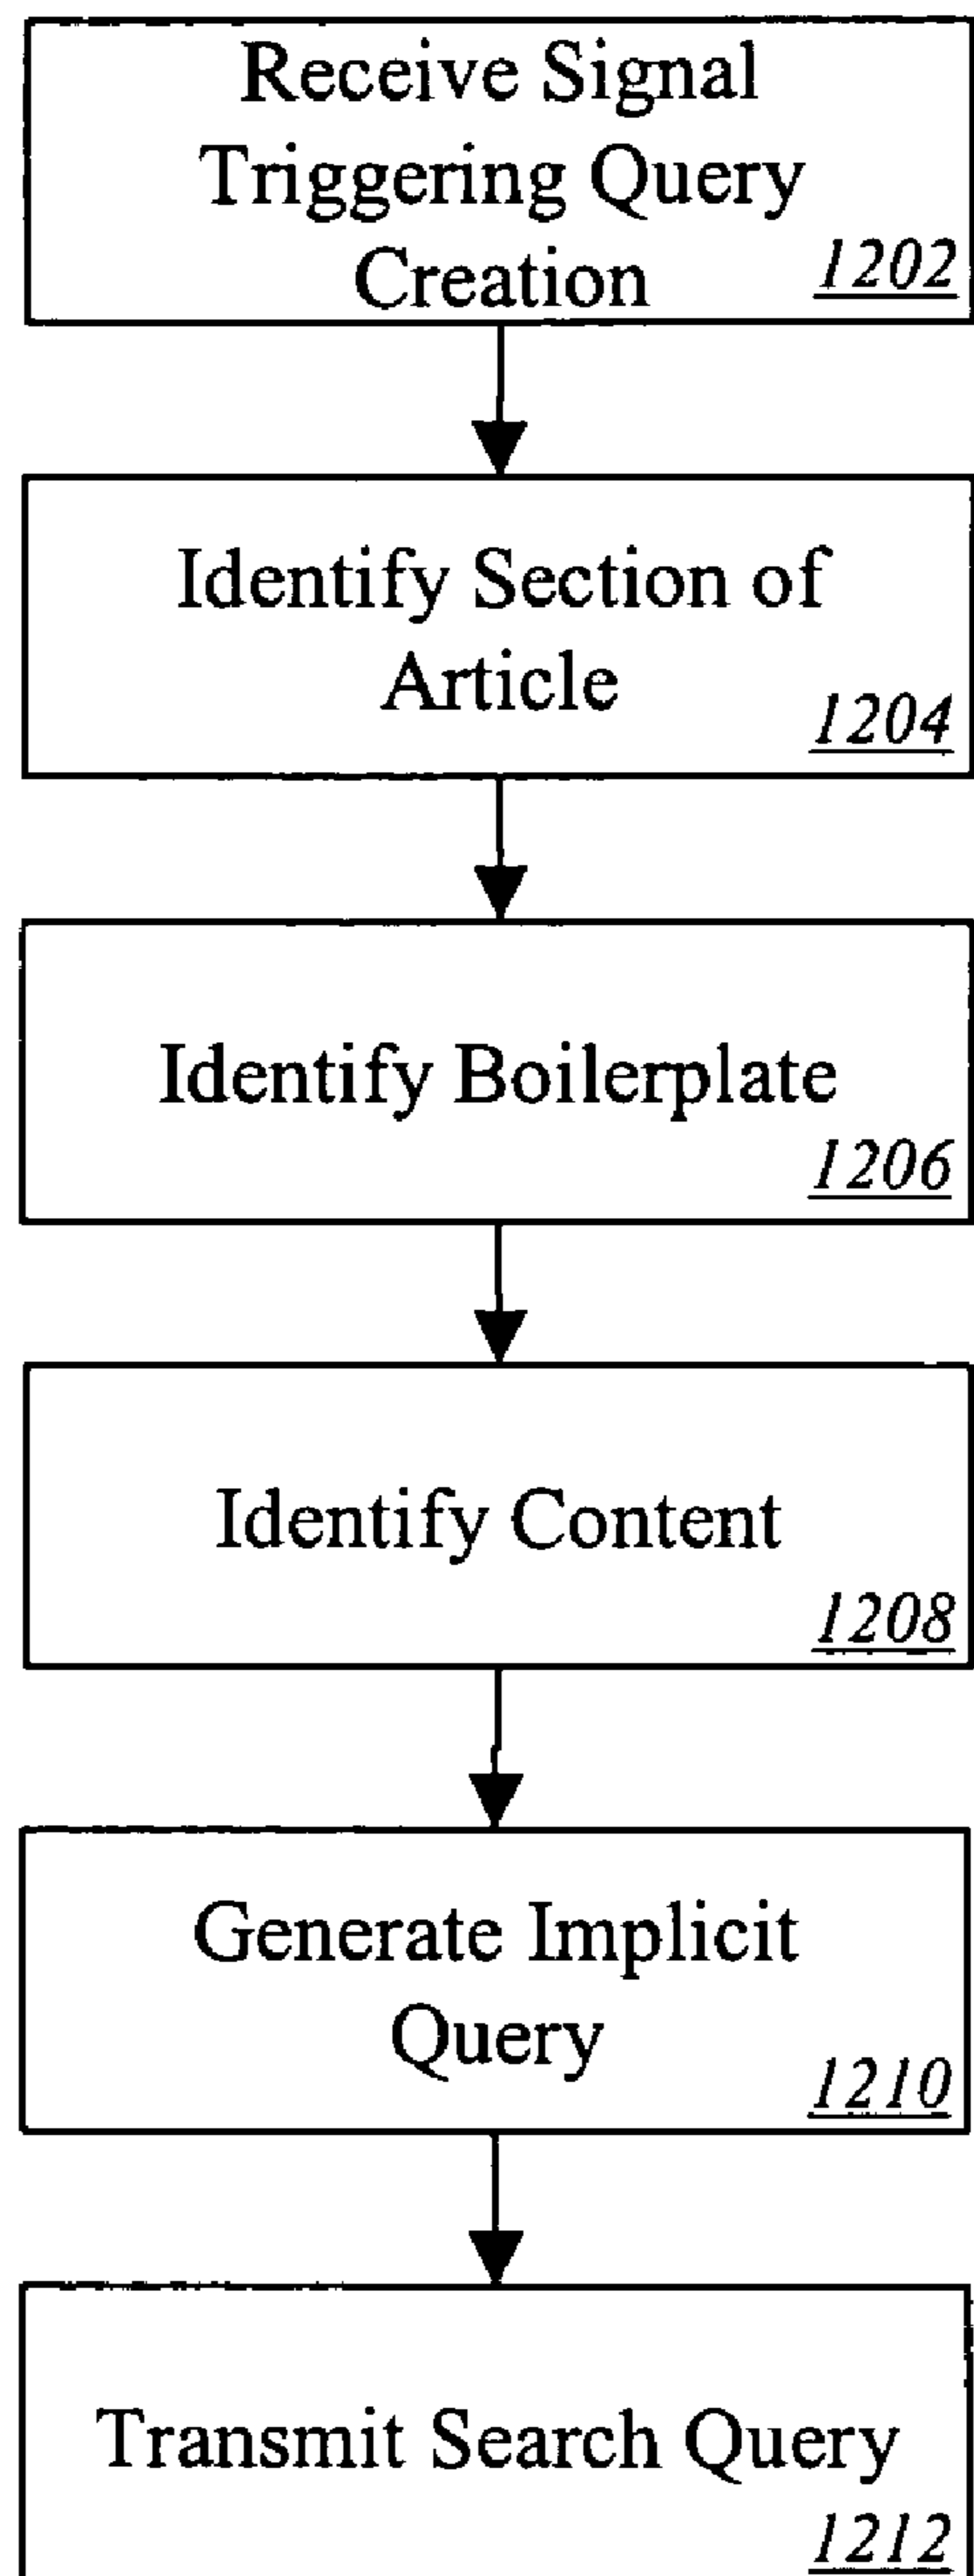 Receive Signal
Triggering Query
Creation
1202
Identify Section of
Article
1204
Identify Boilerplate
1206
Identify Content
1208
Generate Implicit
Query
1210
Transmit Search Query
1212